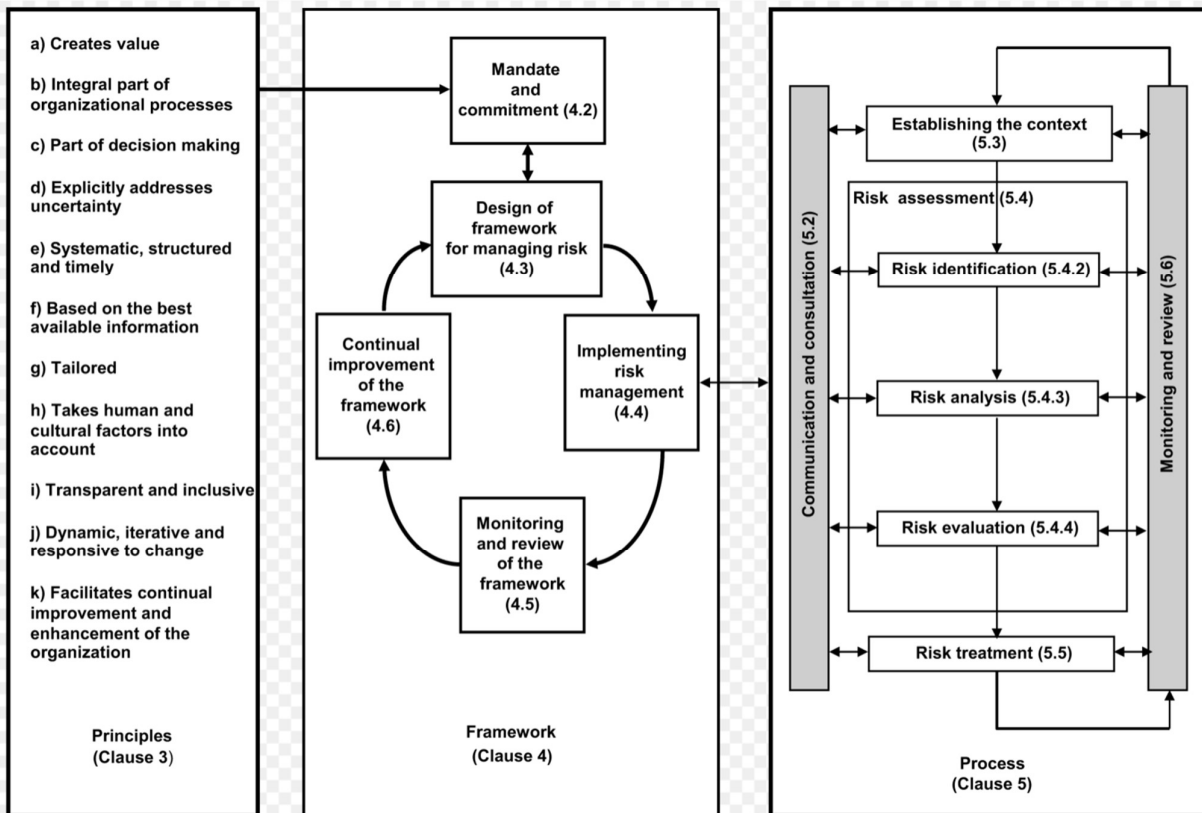 a) Creates value
b) Integral part of
organizational processes
c) Part of decision making
d) Explicitly addresses
uncertainty
e) Systematic, structured
and timely
f) Based on the best
available information
g) Tailored
h) Takes human and
cultural factors into
account
i) Transparent and inclusive
j) Dynamic, iterative and
responsive to change
k) Facilitates continual
improvement and
enhancement of the
organization
Principles
(Clause 3)
Mandate
and
commitment (4.2)
Design of
framework
for managing risk
(4.3)
Continual
improvement
of the
framework
(4.6)
Implementing
risk
management
(4.4)
Monitoring
and review
of the
framework
(4.5)
Framework
(Clause 4)
Communication and consultation (5.2)
Establishing the context
(5.3)
Risk assessment (5.4)
Risk identification (5.4.2)
Risk analysis (5.4.3)
Risk evaluation (5.4.4)
Risk treatment (5.5)
Monitoring and review (5.6)
Process
(Clause 5)